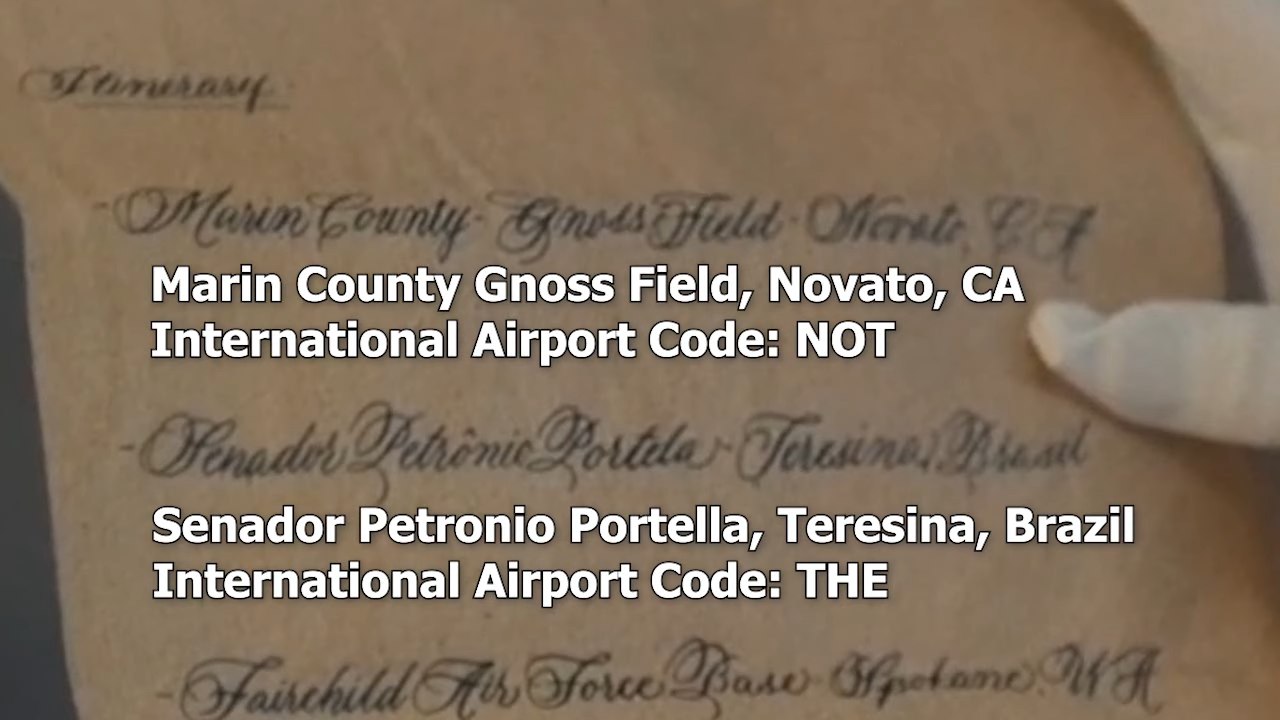 Itinerary
- Marin County - Gnoss Field - Novato, CA
Marin County Gnoss Field, Novato, CA
International Airport Code: NOT
- Senador Petrônio Portela - Teresina, Brasil
Senador Petronio Portella, Teresina, Brazil
International Airport Code: THE
- Fairchild Air Force Base - Spokane, WA